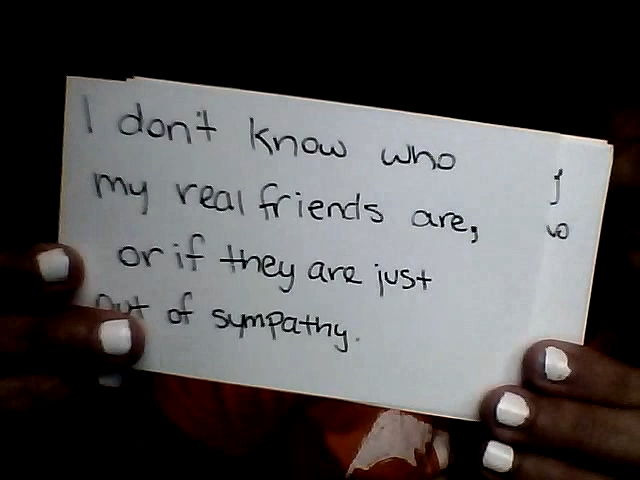 I don't know who
my real friends are,
or if they are just
out of sympathy.